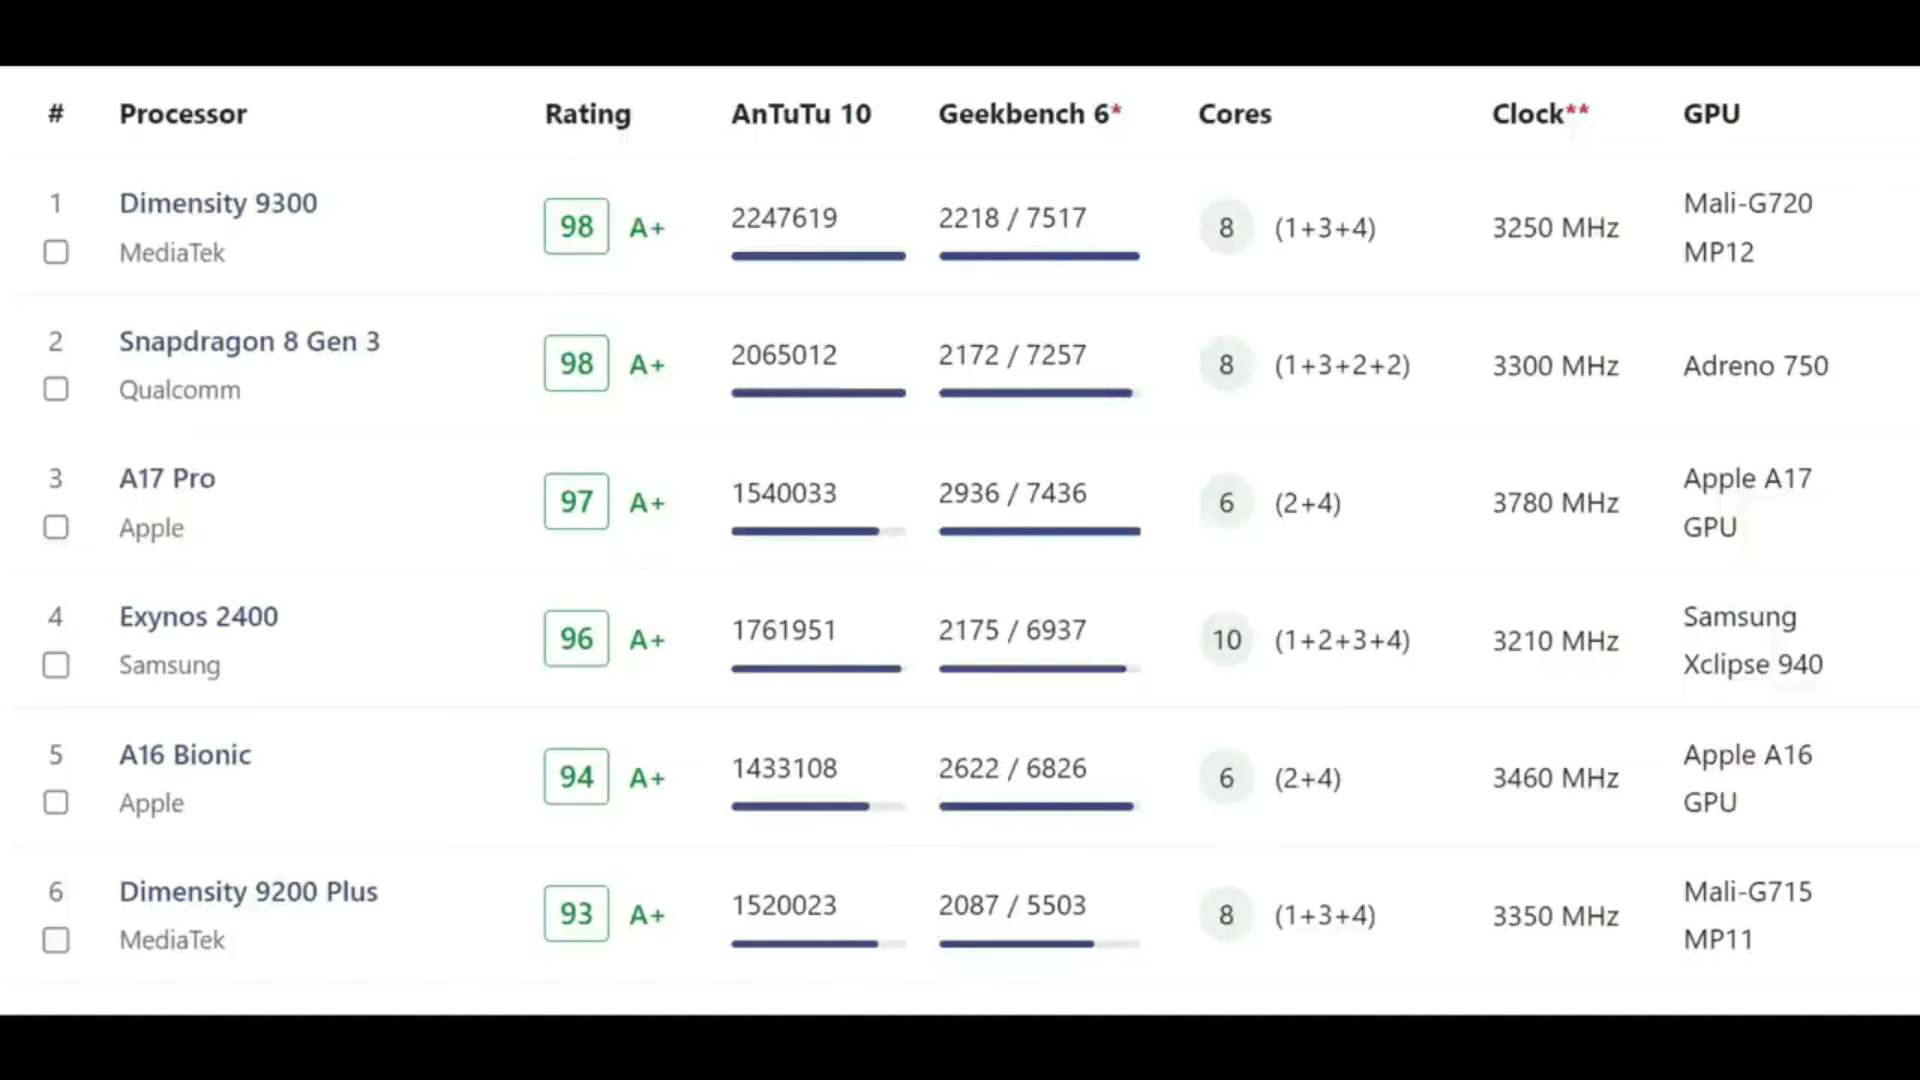 # Processor Rating AnTuTu 10 Geekbench 6* Cores Clock** GPU
1 Dimensity 9300 98 A+ 2247619 2218 / 7517 8 (1+3+4) 3250 MHz Mali-G720
MediaTek MP12
2 Snapdragon 8 Gen 3 98 A+ 2065012 2172 / 7257 8 (1+3+2+2) 3300 MHz Adreno 750
Qualcomm
3 A17 Pro 97 A+ 1540033 2936 / 7436 6 (2+4) 3780 MHz Apple A17
Apple GPU
4 Exynos 2400 96 A+ 1761951 2175 / 6937 10 (1+2+3+4) 3210 MHz Samsung
Samsung Xclipse 940
5 A16 Bionic 94 A+ 1433108 2622 / 6826 6 (2+4) 3460 MHz Apple A16
Apple GPU
6 Dimensity 9200 Plus 93 A+ 1520023 2087 / 5503 8 (1+3+4) 3350 MHz Mali-G715
MediaTek MP11